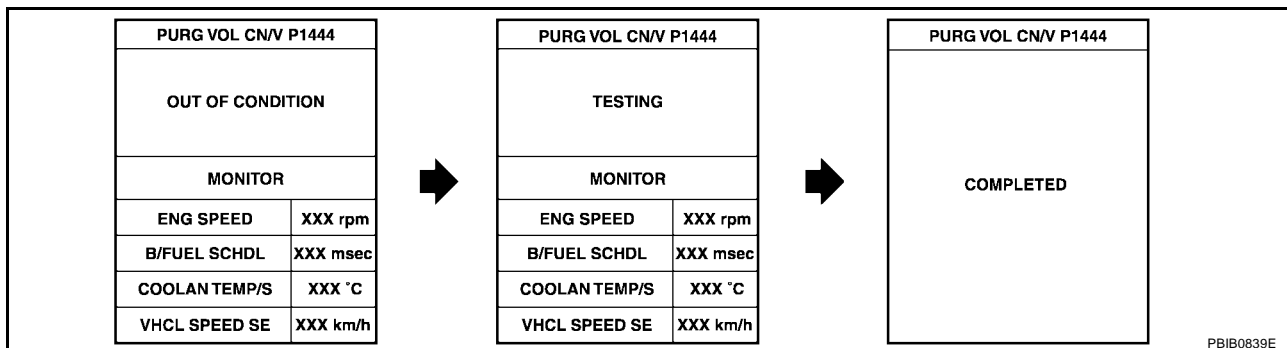 PURG VOL CN/V P1444
OUT OF CONDITION
MONITOR
ENG SPEED XXX rpm
B/FUEL SCHDL XXX msec
COOLAN TEMP/S XXX °C
VHCL SPEED SE XXX km/h
PURG VOL CN/V P1444
TESTING
MONITOR
ENG SPEED XXX rpm
B/FUEL SCHDL XXX msec
COOLAN TEMP/S XXX °C
VHCL SPEED SE XXX km/h
PURG VOL CN/V P1444
COMPLETED
PBIB0839E